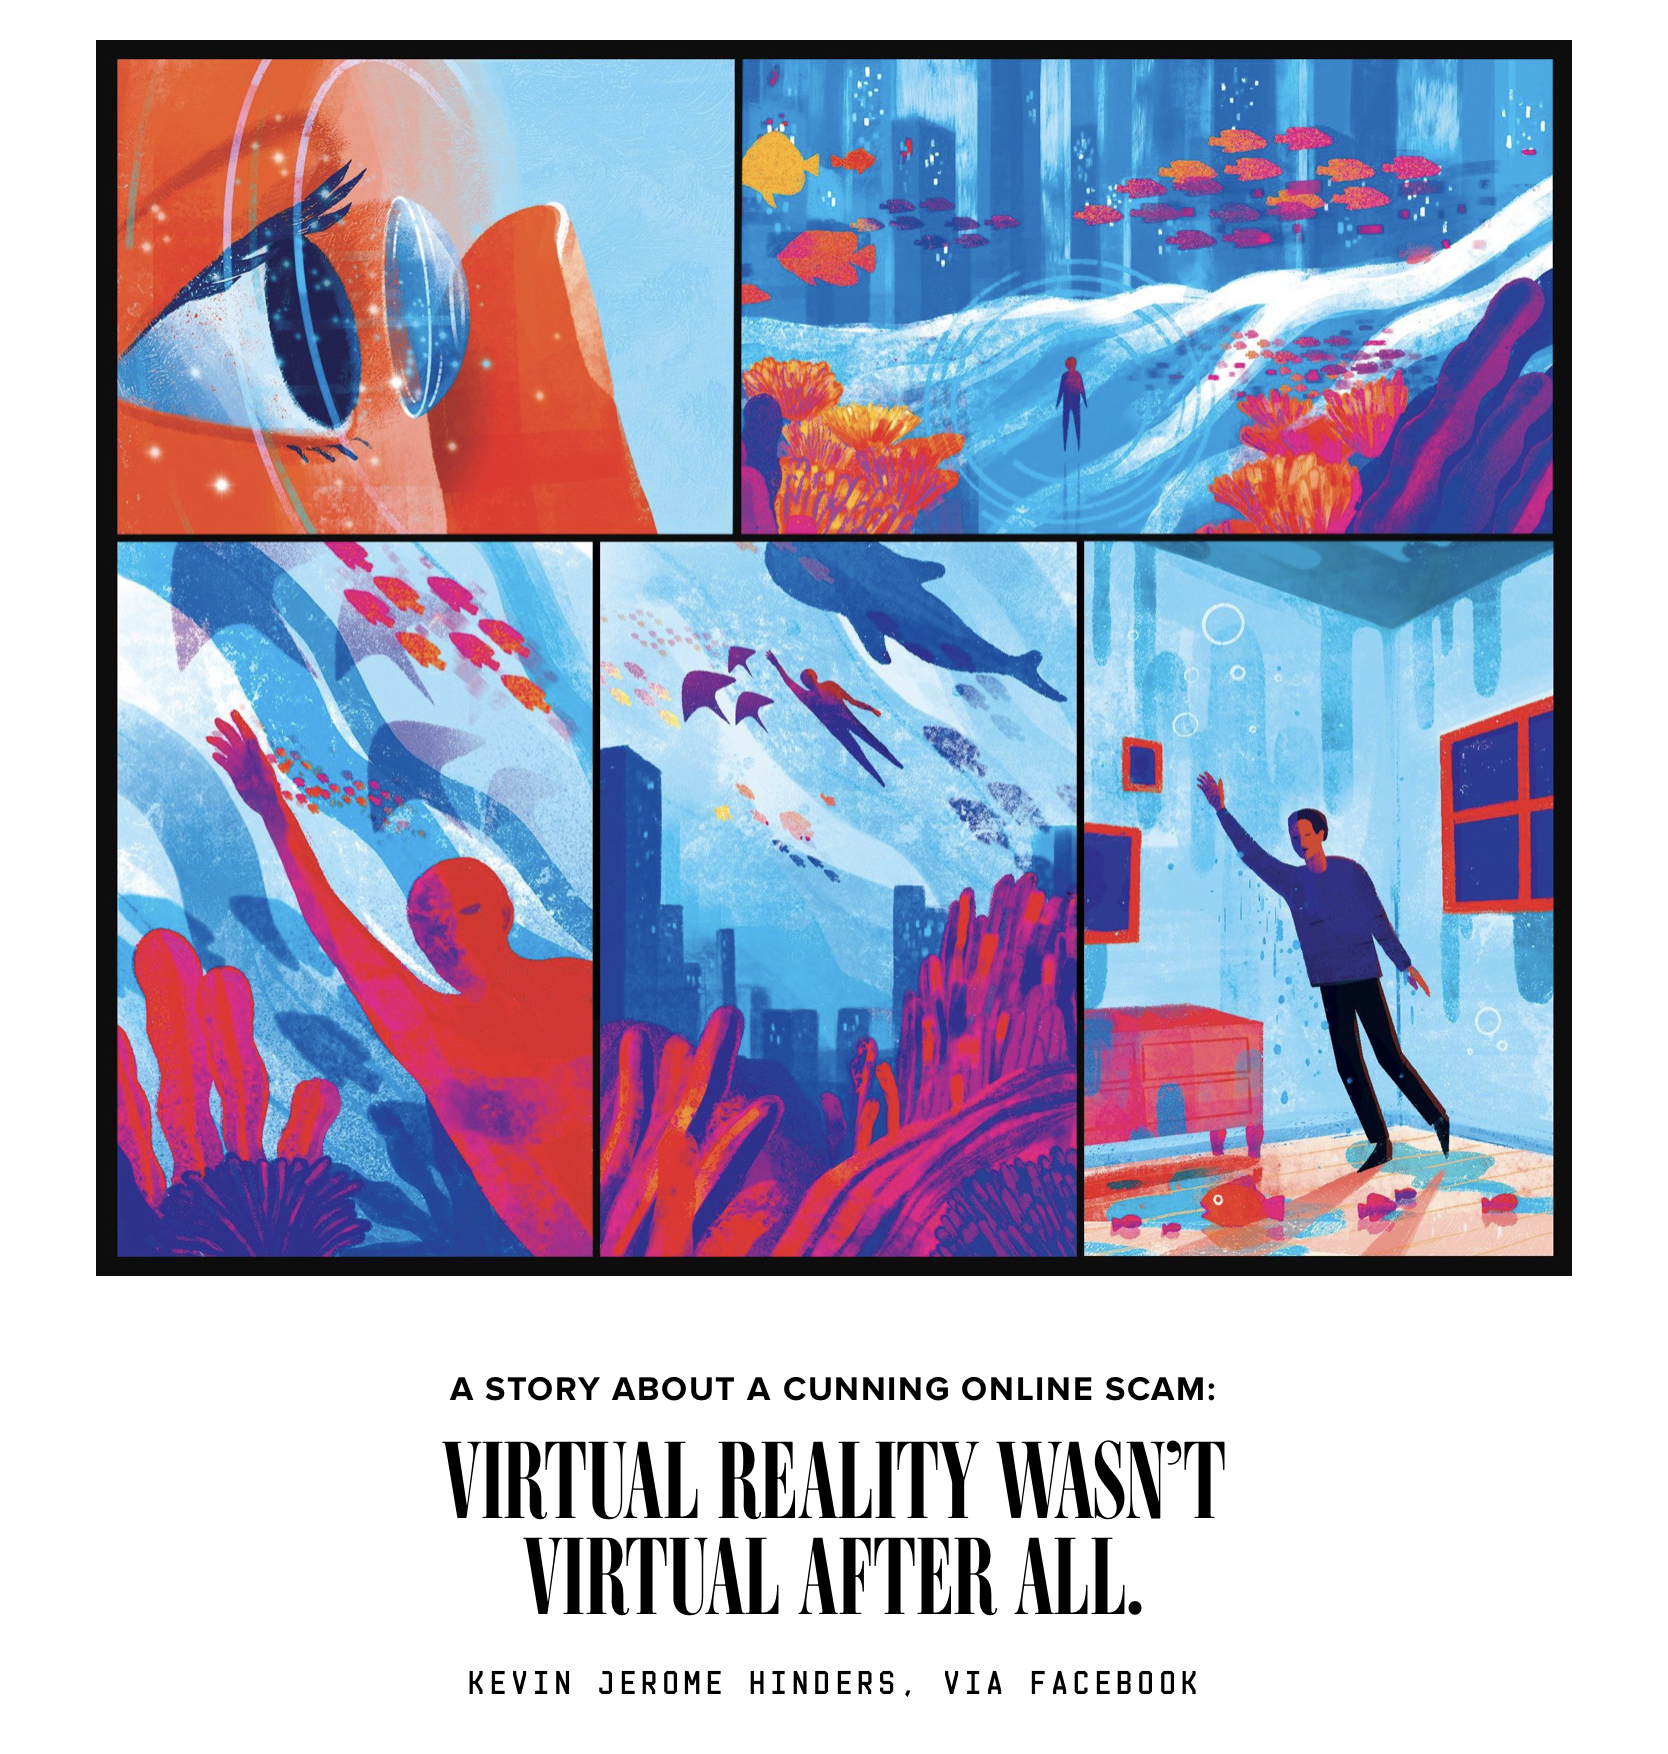 A STORY ABOUT A CUNNING ONLINE SCAM:
VIRTUAL REALITY WASN’T
VIRTUAL AFTER ALL.
KEVIN JEROME HINDERS, VIA FACEBOOK